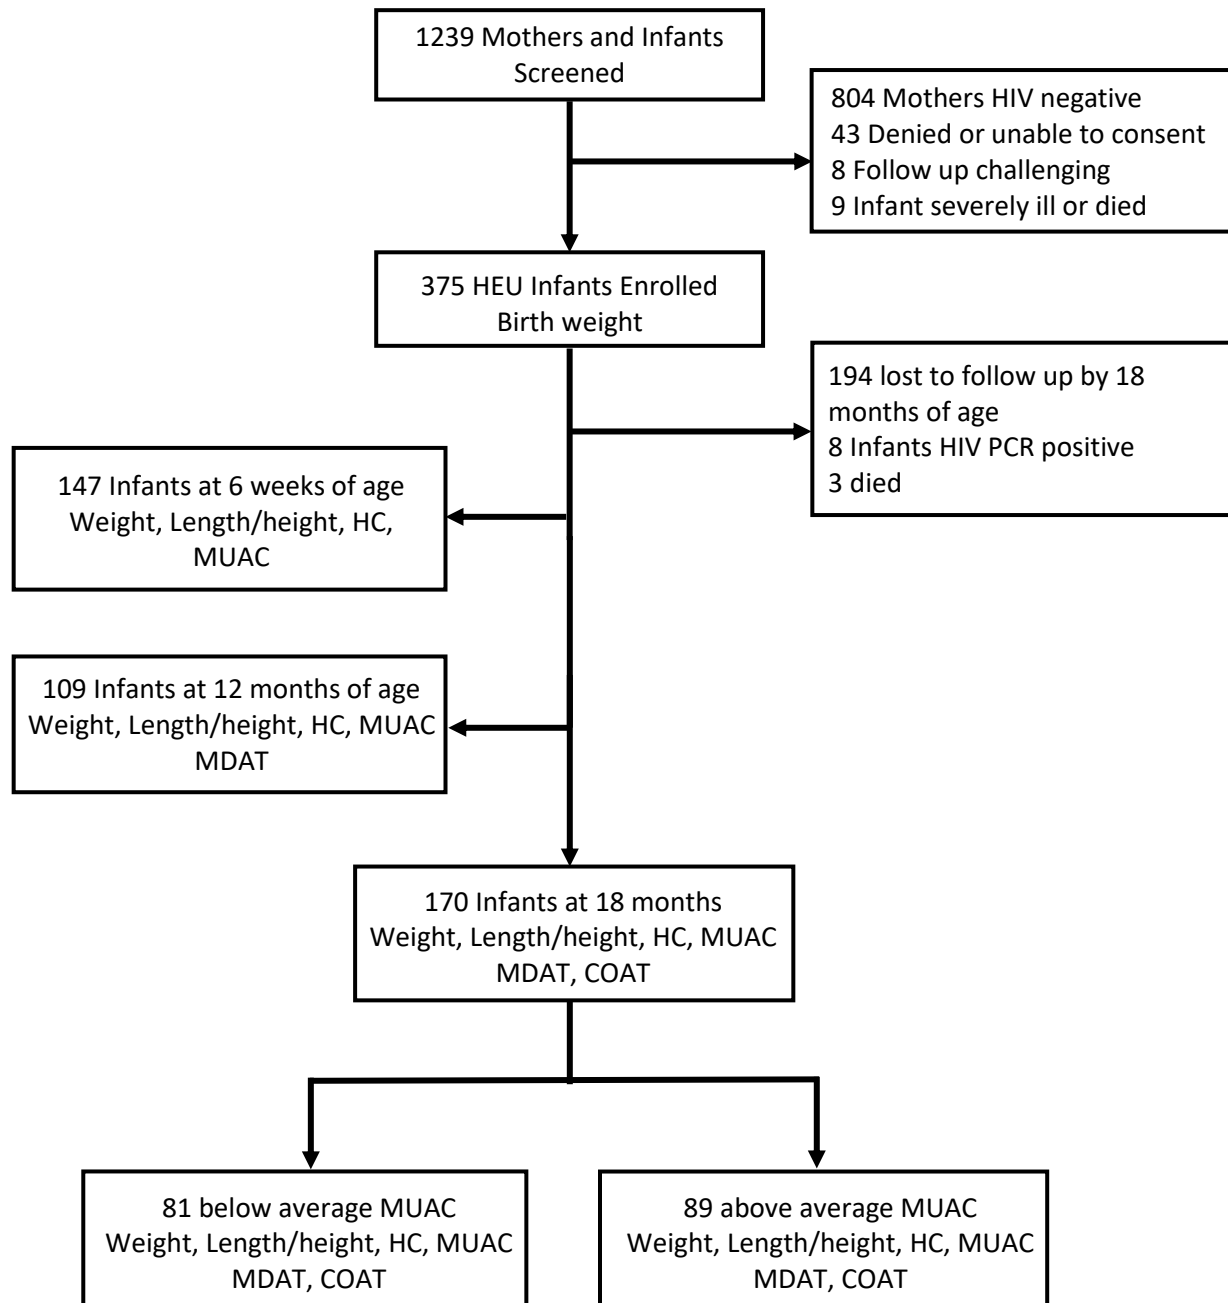 1239 Mothers and Infants
Screened
804 Mothers HIV negative
43 Denied or unable to consent
8 Follow up challenging
9 Infant severely ill or died
375 HEU Infants Enrolled
Birth weight
194 lost to follow up by 18
months of age
8 Infants HIV PCR positive
3 died
147 Infants at 6 weeks of age
Weight, Length/height, HC,
MUAC
109 Infants at 12 months of age
Weight, Length/height, HC, MUAC
MDAT
170 Infants at 18 months
Weight, Length/height, HC, MUAC
MDAT, COAT
81 below average MUAC
Weight, Length/height, HC, MUAC
MDAT, COAT
89 above average MUAC
Weight, Length/height, HC, MUAC
MDAT, COAT